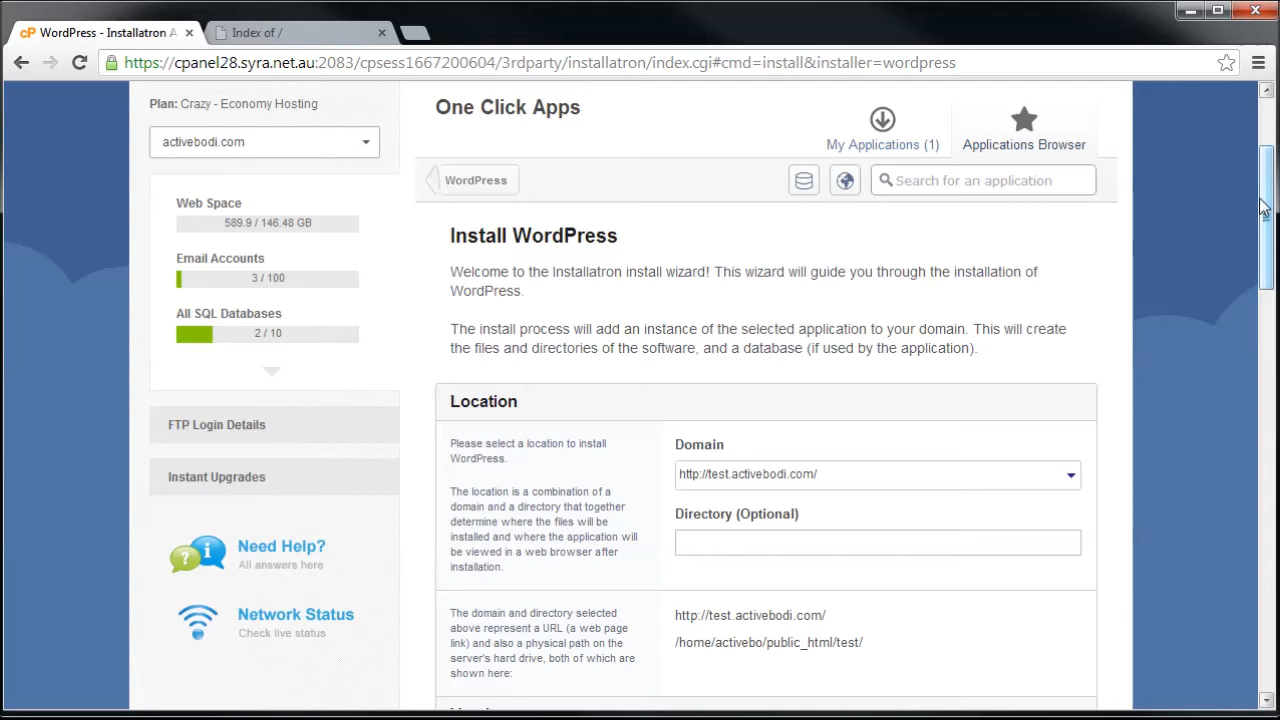 cP WordPress - Installatron A
Index of /
https://cpanel28.syra.net.au:2083/cpsess1667200604/3rdparty/installatron/index.cgi#cmd=install&installer=wordpress
Plan: Crazy - Economy Hosting
activebodi.com
Web Space
589.9 / 146.48 GB
Email Accounts
3 / 100
All SQL Databases
2 / 10
FTP Login Details
Instant Upgrades
Need Help?
All answers here
Network Status
Check live status
One Click Apps
My Applications (1)
Applications Browser
WordPress
Search for an application
Install WordPress
Welcome to the Installatron install wizard! This wizard will guide you through the installation of
WordPress.
The install process will add an instance of the selected application to your domain. This will create
the files and directories of the software, and a database (if used by the application).
Location
Please select a location to install
WordPress.
The location is a combination of a
domain and a directory that together
determine where the files will be
installed and where the application will
be viewed in a web browser after
installation.
Domain
http://test.activebodi.com/
Directory (Optional)
The domain and directory selected
above represent a URL (a web page
link) and also a physical path on the
server's hard drive, both of which are
shown here:
http://test.activebodi.com/
/home/activebo/public_html/test/